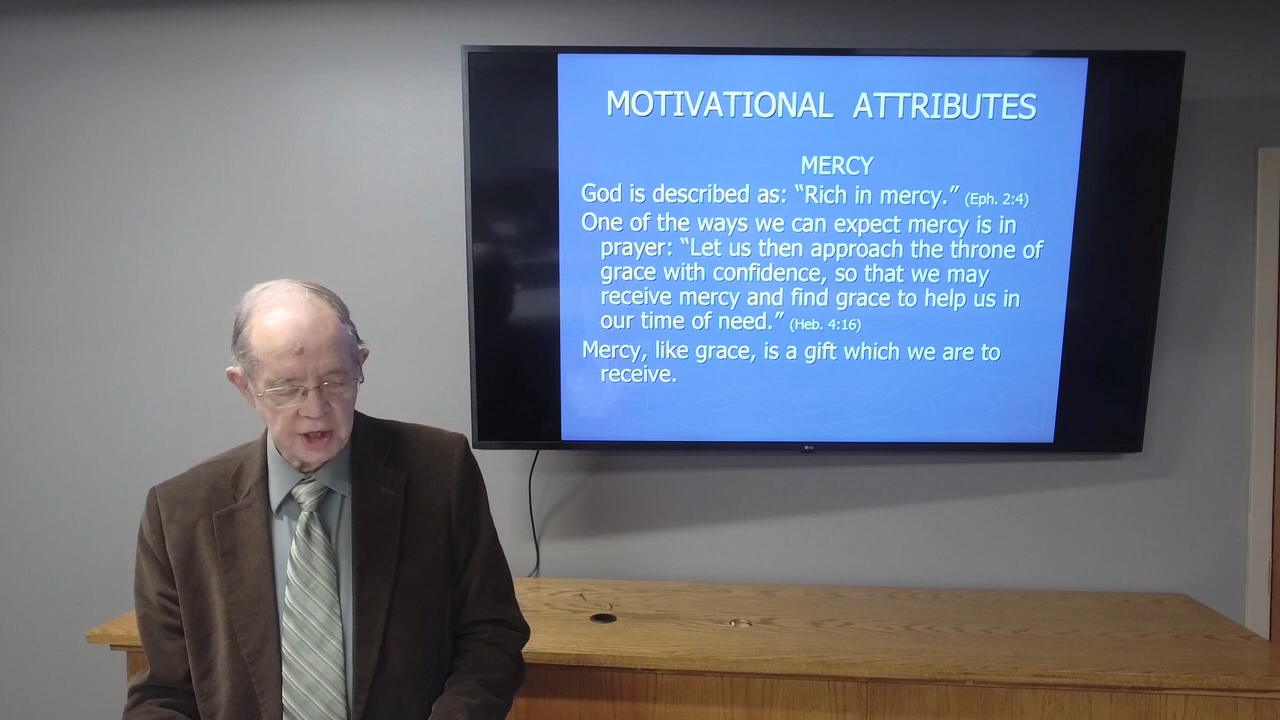 MOTIVATIONAL ATTRIBUTES
MERCY
God is described as: “Rich in mercy.” (Eph. 2:4)
One of the ways we can expect mercy is in
prayer: “Let us then approach the throne of
grace with confidence, so that we may
receive mercy and find grace to help us in
our time of need.” (Heb. 4:16)
Mercy, like grace, is a gift which we are to
receive.
LG